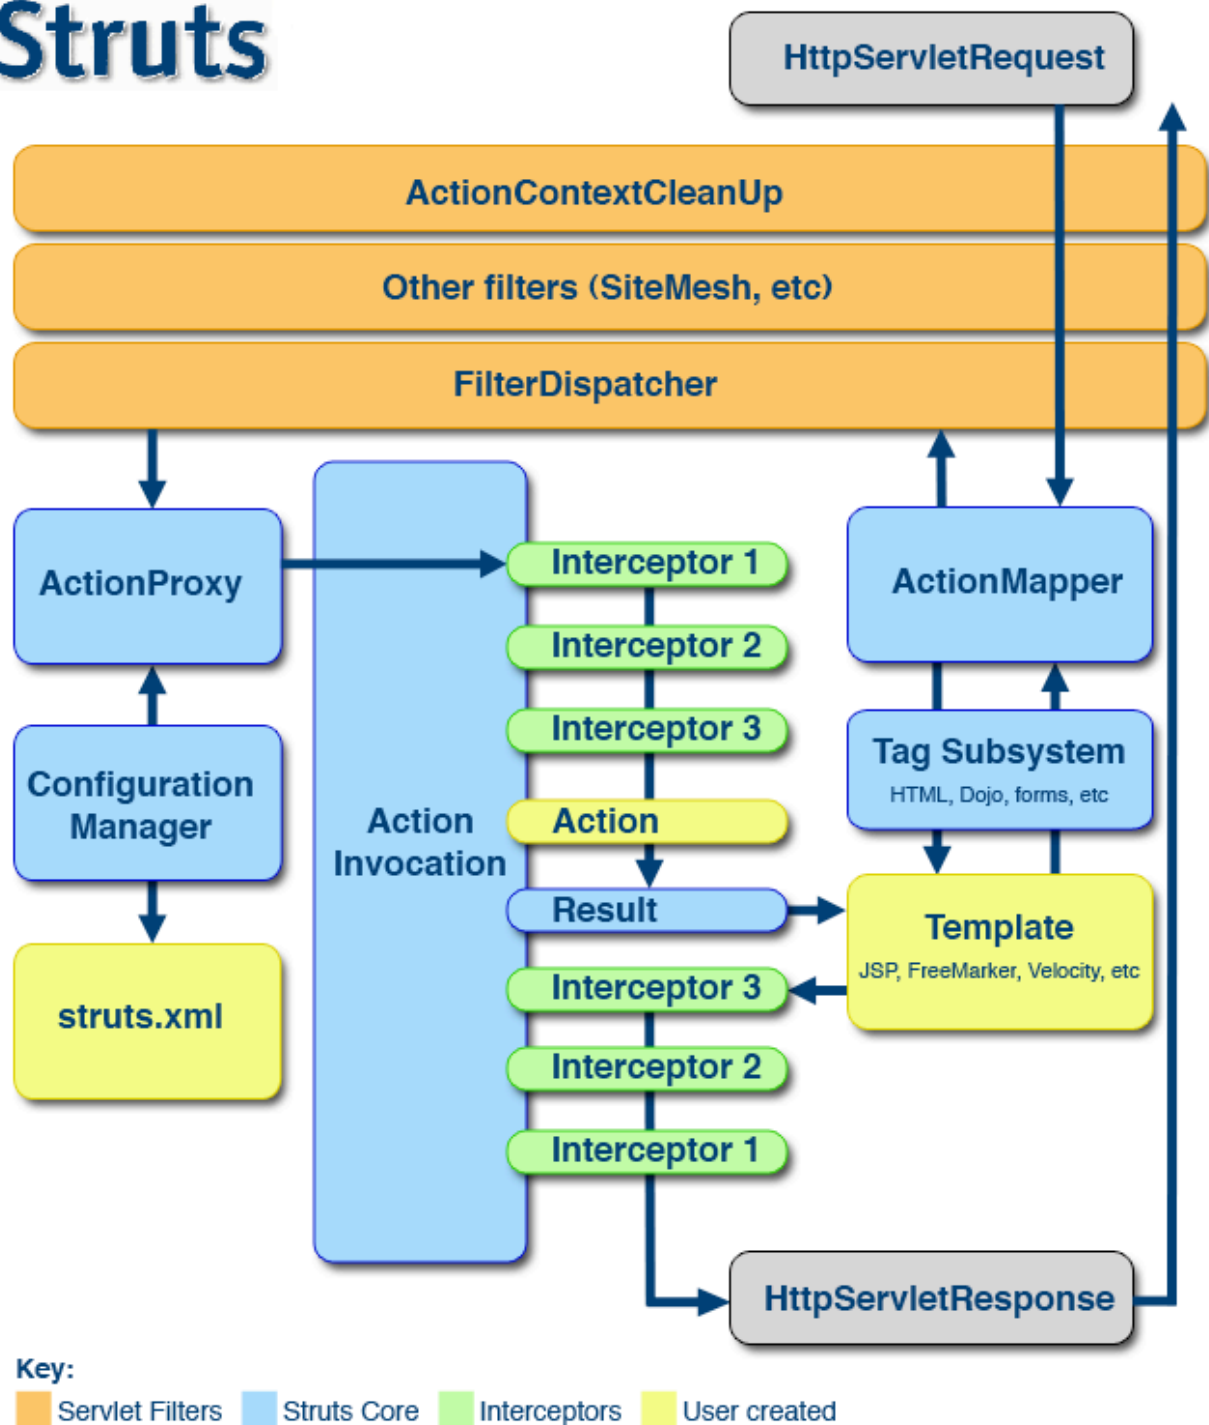 Struts
HttpServletRequest
ActionContextCleanUp
Other filters (SiteMesh, etc)
FilterDispatcher
ActionProxy
Configuration
Manager
struts.xml
Action
Invocation
Interceptor 1
Interceptor 2
Interceptor 3
Action
Result
Interceptor 3
Interceptor 2
Interceptor 1
ActionMapper
Tag Subsystem
HTML, Dojo, forms, etc
Template
JSP, FreeMarker, Velocity, etc
HttpServletResponse
Key:
Servlet Filters
Struts Core
Interceptors
User created